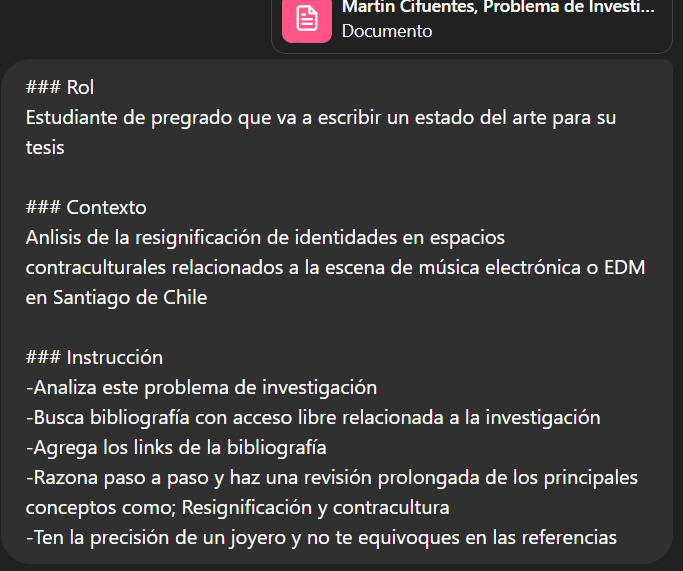 Martin Cifuentes, Problema de Investi...
Documento
### Rol
Estudiante de pregrado que va a escribir un estado del arte para su
tesis
### Contexto
Anlisis de la resignificación de identidades en espacios
contraculturales relacionados a la escena de música electrónica o EDM
en Santiago de Chile
### Instrucción
-Analiza este problema de investigación
-Busca bibliografía con acceso libre relacionada a la investigación
-Agrega los links de la bibliografía
-Razona paso a paso y haz una revisión prolongada de los principales
conceptos como; Resignificación y contracultura
-Ten la precisión de un joyero y no te equivoques en las referencias